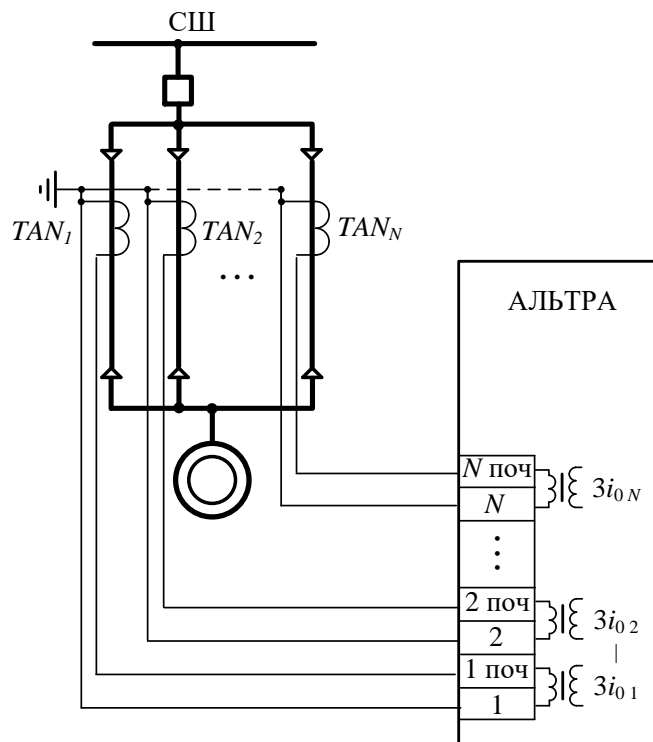 СШ
TAN1
TAN2
TANN
...
АЛЬТРА
N поч
N
3i0 N
2 поч
2
3i0 2
1 поч
1
3i0 1